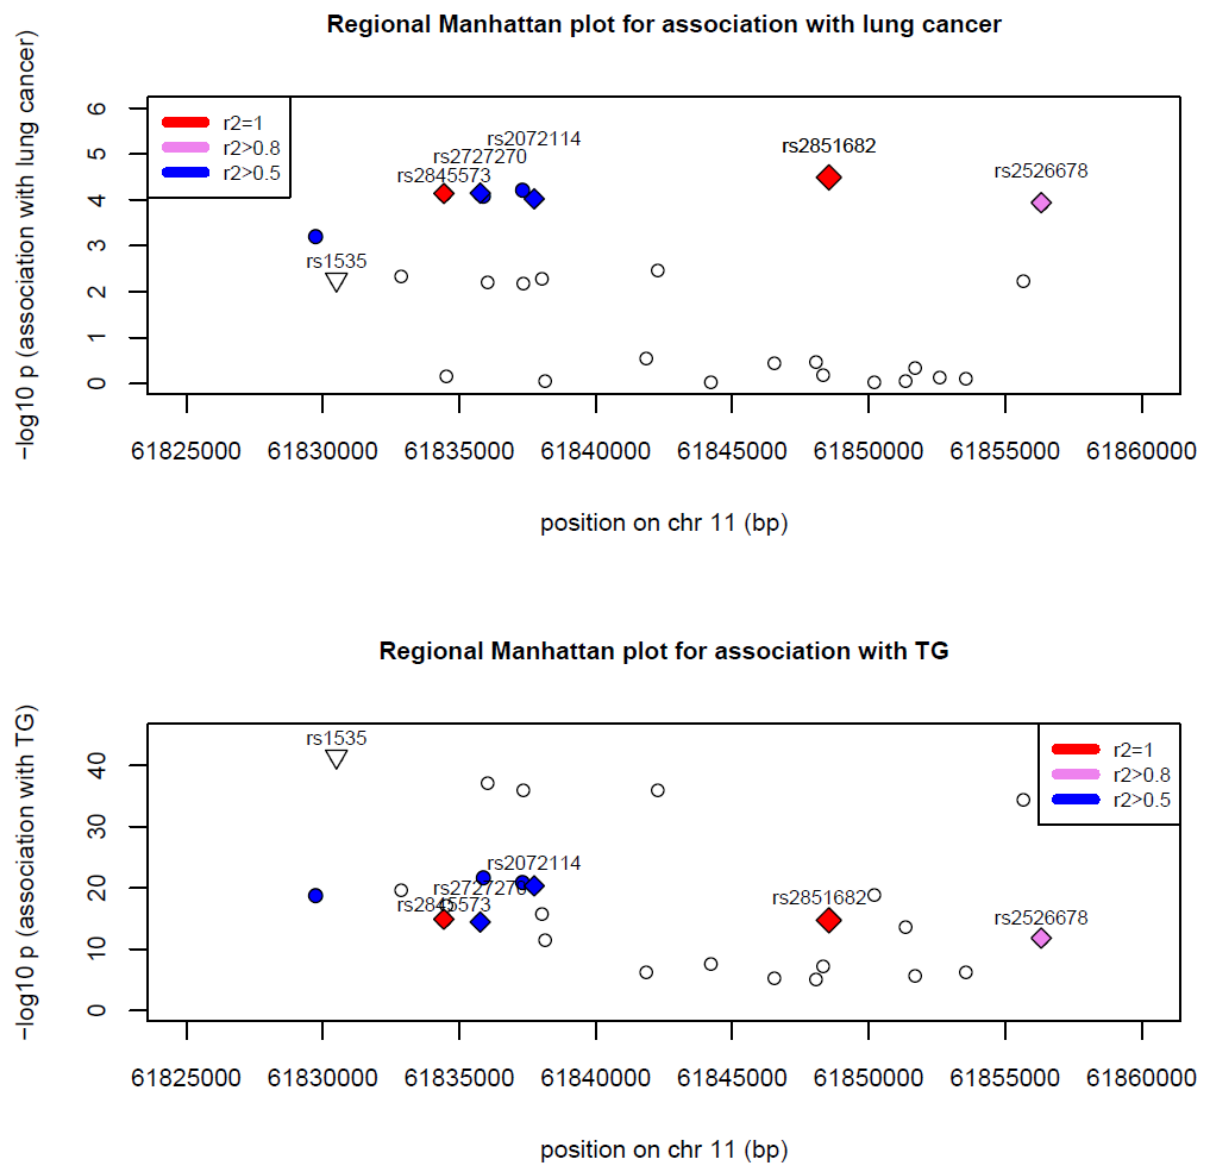 Regional Manhattan plot for association with lung cancer
−log10 p (association with lung cancer)
6
5
4
3
2
1
0
r2=1
r2>0.8
r2>0.5
rs2072114
rs2727270
rs2845573
rs2851682
rs2526678
rs1535
61825000 61830000 61835000 61840000 61845000 61850000 61855000 61860000
position on chr 11 (bp)
Regional Manhattan plot for association with TG
−log10 p (association with TG)
40
30
20
10
0
rs1535
r2=1
r2>0.8
r2>0.5
rs2072114
rs2727270
rs2845573
rs2851682
rs2526678
61825000 61830000 61835000 61840000 61845000 61850000 61855000 61860000
position on chr 11 (bp)